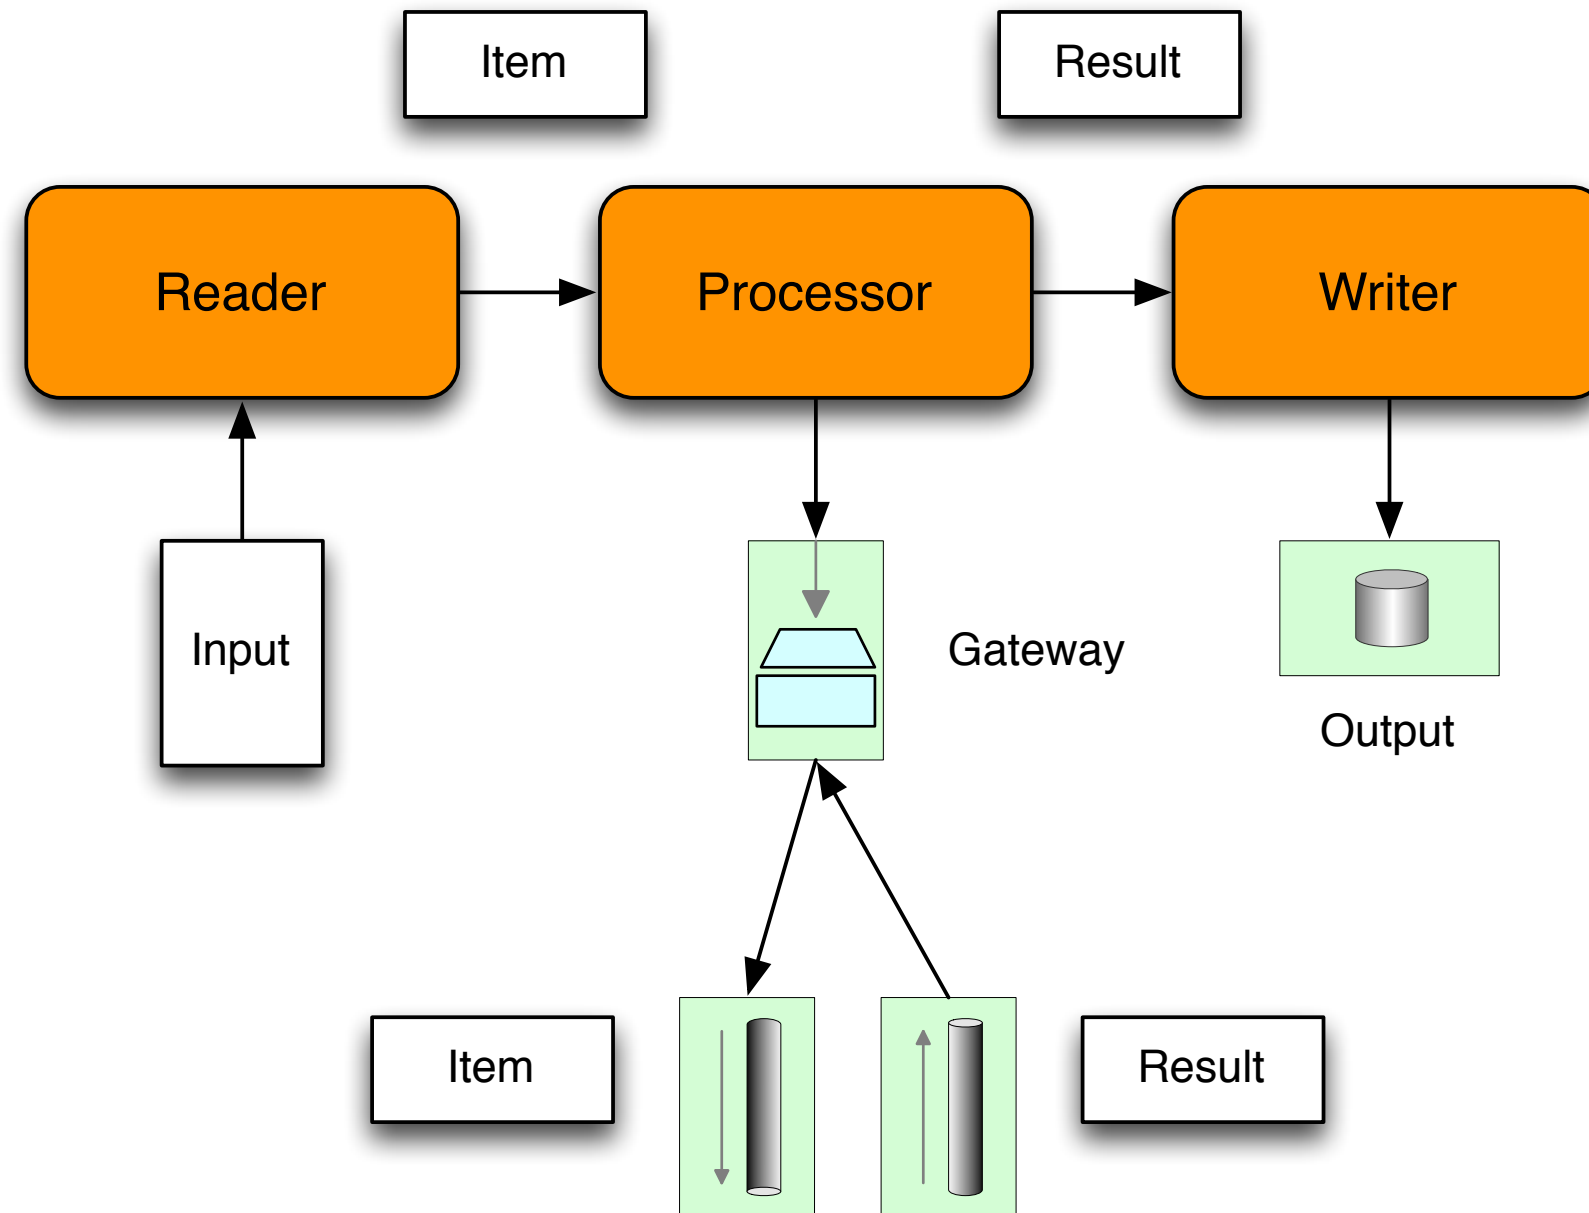 Item
Result
Reader
Processor
Writer
Input
Gateway
Output
Item
Result